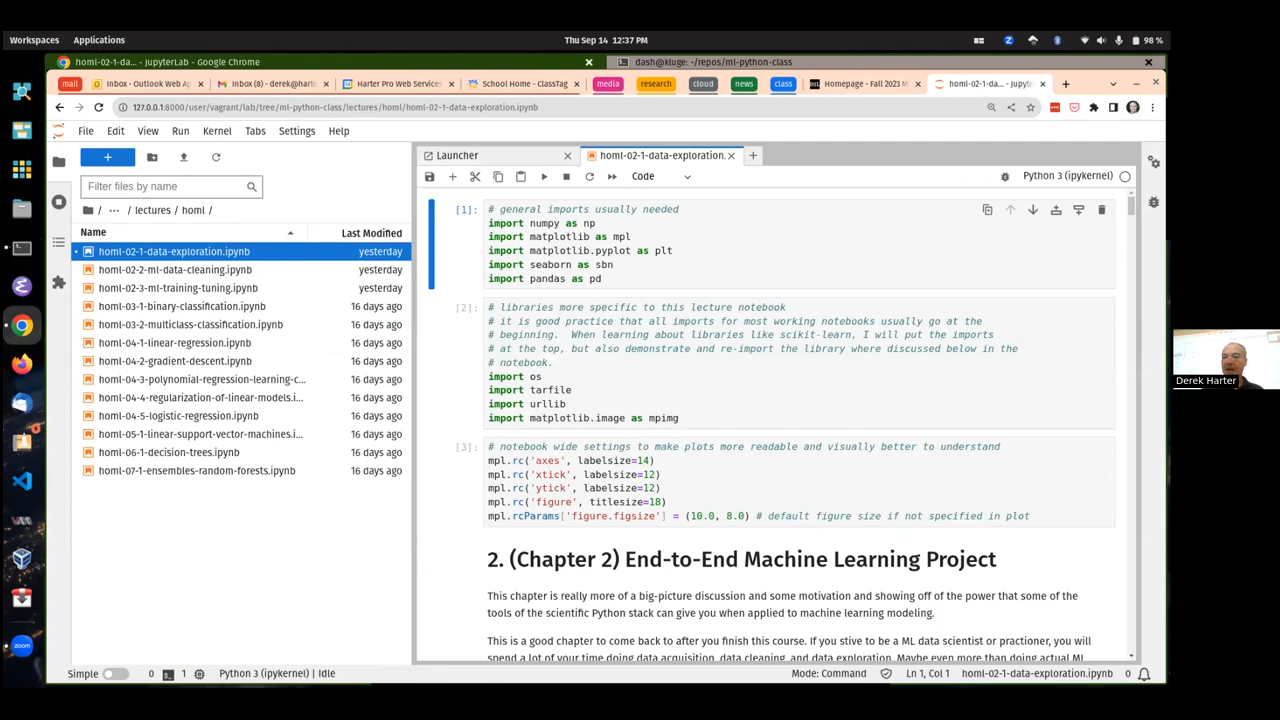 Workspaces Applications Thu Sep 14 12:37 PM 98 %
homl-02-1-da... - JupyterLab - Google Chrome dash@kluge: ~/repos/ml-python-class
mail Inbox - Outlook Web Ap Inbox (8) - derek@harto Harter Pro Web Services School Home - ClassTag media research cloud news class Homepage - Fall 2023 M homl-02-1-da... - Jupyte
127.0.0.1:8000/user/vagrant/lab/tree/ml-python-class/lectures/homl/homl-02-1-data-exploration.ipynb
File Edit View Run Kernel Tabs Settings Help
Launcher homl-02-1-data-exploration.
Code Python 3 (ipykernel)
Filter files by name
/ ... / lectures / homl /
Name Last Modified
homl-02-1-data-exploration.ipynb yesterday
homl-02-2-ml-data-cleaning.ipynb yesterday
homl-02-3-ml-training-tuning.ipynb yesterday
homl-03-1-binary-classification.ipynb 16 days ago
homl-03-2-multiclass-classification.ipynb 16 days ago
homl-04-1-linear-regression.ipynb 16 days ago
homl-04-2-gradient-descent.ipynb 16 days ago
homl-04-3-polynomial-regression-learning-c... 16 days ago
homl-04-4-regularization-of-linear-models.i... 16 days ago
homl-04-5-logistic-regression.ipynb 16 days ago
homl-05-1-linear-support-vector-machines.i... 16 days ago
homl-06-1-decision-trees.ipynb 16 days ago
homl-07-1-ensembles-random-forests.ipynb 16 days ago
[1]: # general imports usually needed
import numpy as np
import matplotlib as mpl
import matplotlib.pyplot as plt
import seaborn as sbn
import pandas as pd
[2]: # libraries more specific to this lecture notebook
# it is good practice that all imports for most working notebooks usually go at the
# beginning. When learning about libraries like scikit-learn, I will put the imports
# at the top, but also demonstrate and re-import the library where discussed below in the
# notebook.
import os
import tarfile
import urllib
import matplotlib.image as mpimg
[3]: # notebook wide settings to make plots more readable and visually better to understand
mpl.rc('axes', labelsize=14)
mpl.rc('xtick', labelsize=12)
mpl.rc('ytick', labelsize=12)
mpl.rc('figure', titlesize=18)
mpl.rcParams['figure.figsize'] = (10.0, 8.0) # default figure size if not specified in plot
2. (Chapter 2) End-to-End Machine Learning Project
This chapter is really more of a big-picture discussion and some motivation and showing off of the power that some of the
tools of the scientific Python stack can give you when applied to machine learning modeling.
This is a good chapter to come back to after you finish this course. If you stive to be a ML data scientist or practioner, you will
spend a lot of your time doing data acquisition, data cleaning, and data exploration. Maybe even more than doing actual ML
Simple 0 1 Python 3 (ipykernel) | Idle Mode: Command Ln 1, Col 1 homl-02-1-data-exploration.ipynb 0
zoom
Derek Harter